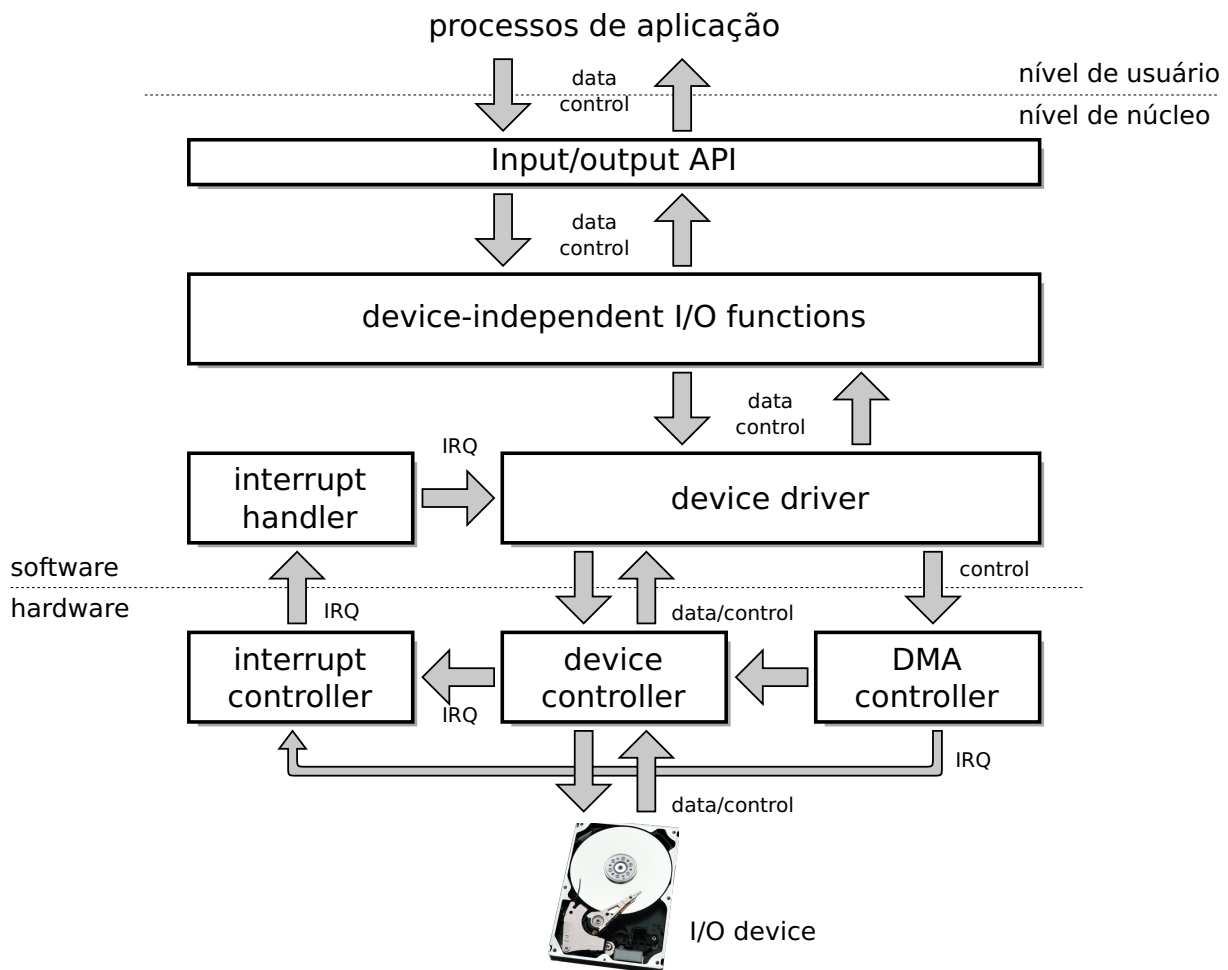 processos de aplicação
data
control
nível de usuário
nível de núcleo
Input/output API
data
control
device-independent I/O functions
data
control
IRQ
interrupt
handler
device driver
software
hardware
IRQ
data/control
control
interrupt
controller
IRQ
device
controller
DMA
controller
IRQ
data/control
I/O device